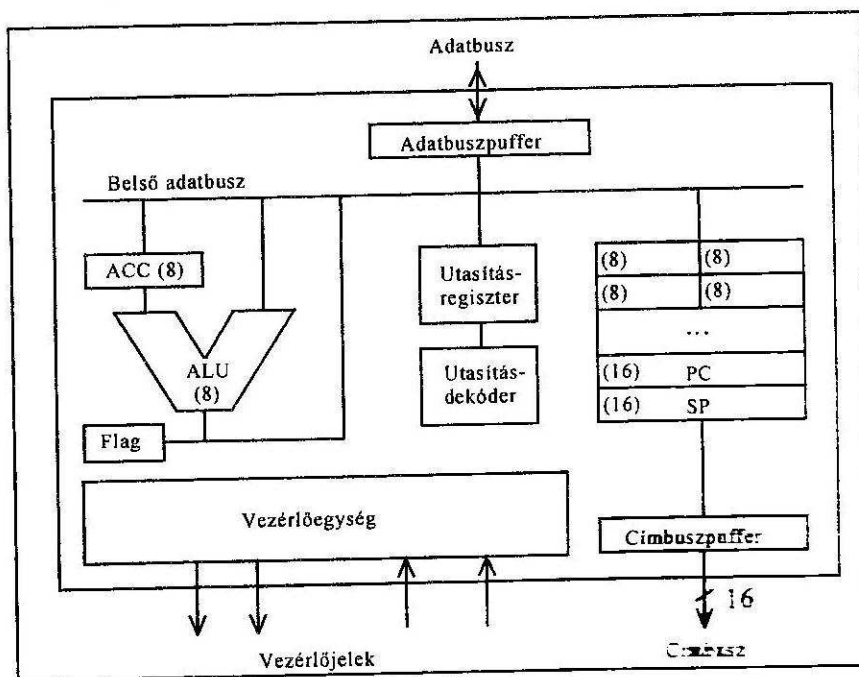 Adatbusz
Adatbuszpuffer
Belső adatbusz
ACC (8)
ALU
(8)
Flag
Utasítás-
regiszter
Utasítás-
dekóder
(8) (8)
(8) (8)
...
(16) PC
(16) SP
Vezérlőegység
Címbuszpuffer
16
Vezérlőjelek
Címbusz